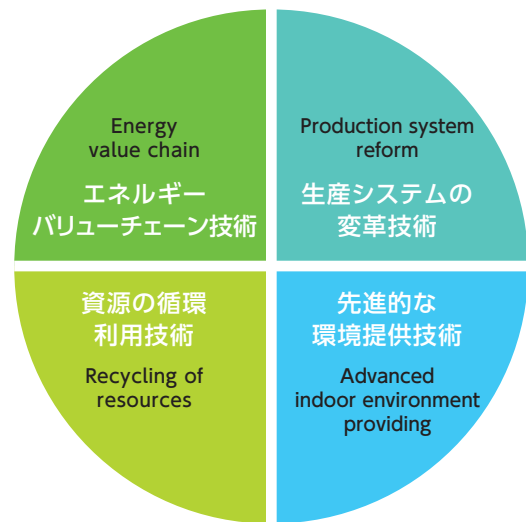 Energy
value chain
エネルギー
バリューチェーン技術
Production system
reform
生産システムの
変革技術
資源の循環
利用技術
Recycling of
resources
先進的な
環境提供技術
Advanced
indoor environment
providing